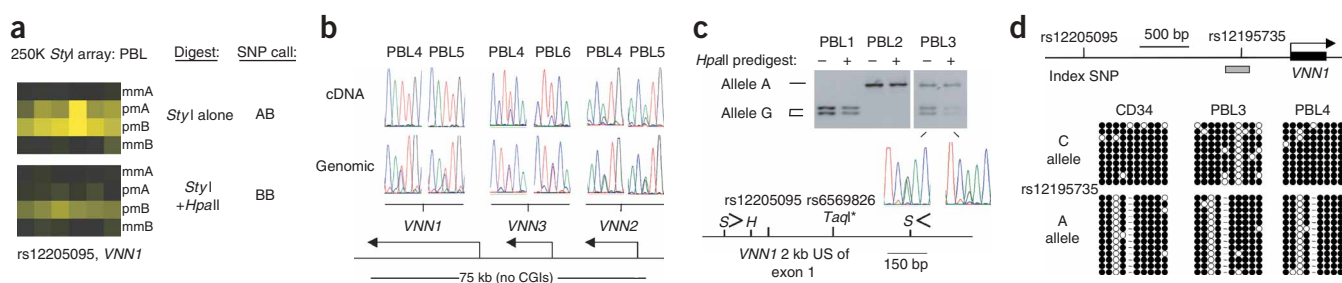 a
250K StyI array: PBL
Digest:
SNP call:
mmA
pmA
pmB
mmB
StyI alone
AB
mmA
pmA
pmB
mmB
StyI
+HpaII
BB
rs12205095, VNN1
b
PBL4 PBL5 PBL4 PBL6 PBL4 PBL5
cDNA
Genomic
VNN1 VNN3 VNN2
75 kb (no CGIs)
c
PBL1 PBL2 PBL3
HpaII predigest: – + – + – +
Allele A
Allele G
rs12205095 rs6569826
S> H TaqI* S<
VNN1 2 kb US of
exon 1
150 bp
d
rs12205095 500 bp rs12195735
Index SNP
VNN1
CD34 PBL3 PBL4
C
allele
rs12195735
A
allele